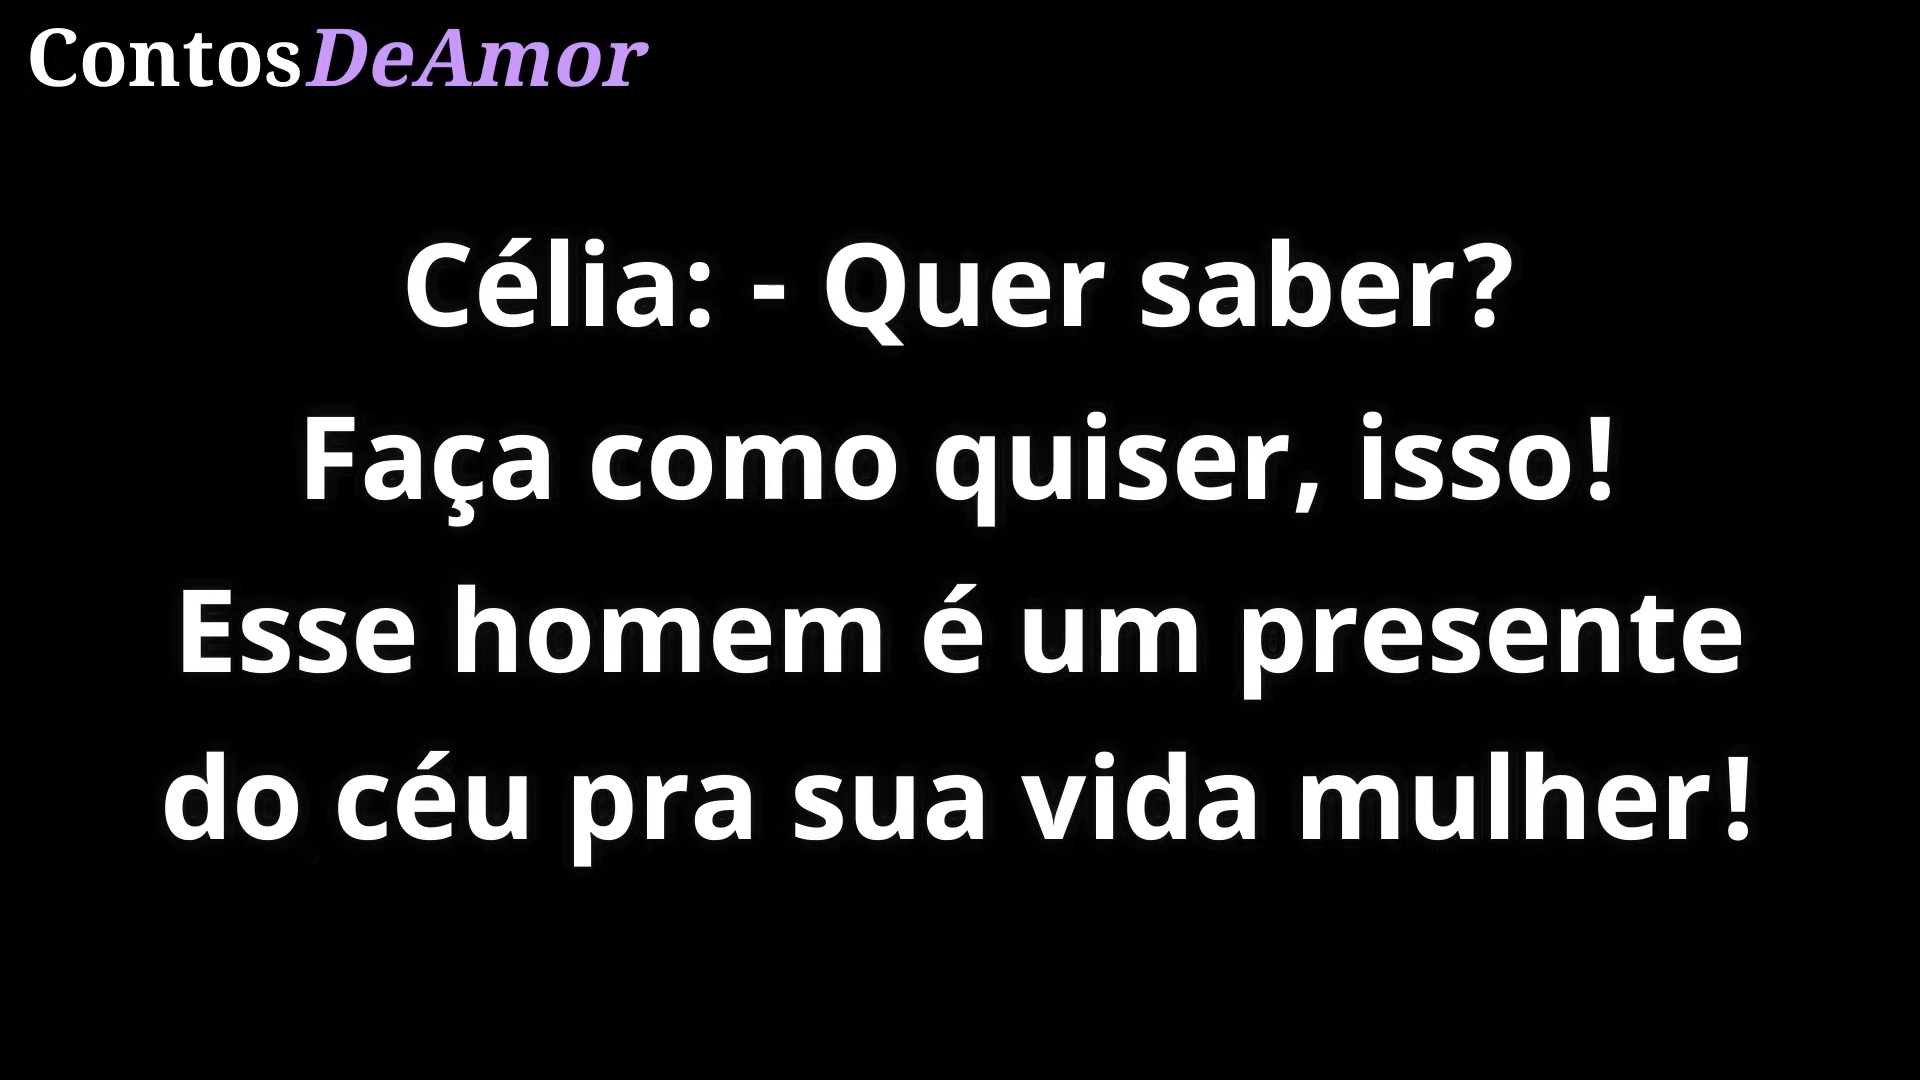 ContosDeAmor
Célia: - Quer saber?
Faça como quiser, isso!
Esse homem é um presente
do céu pra sua vida mulher!